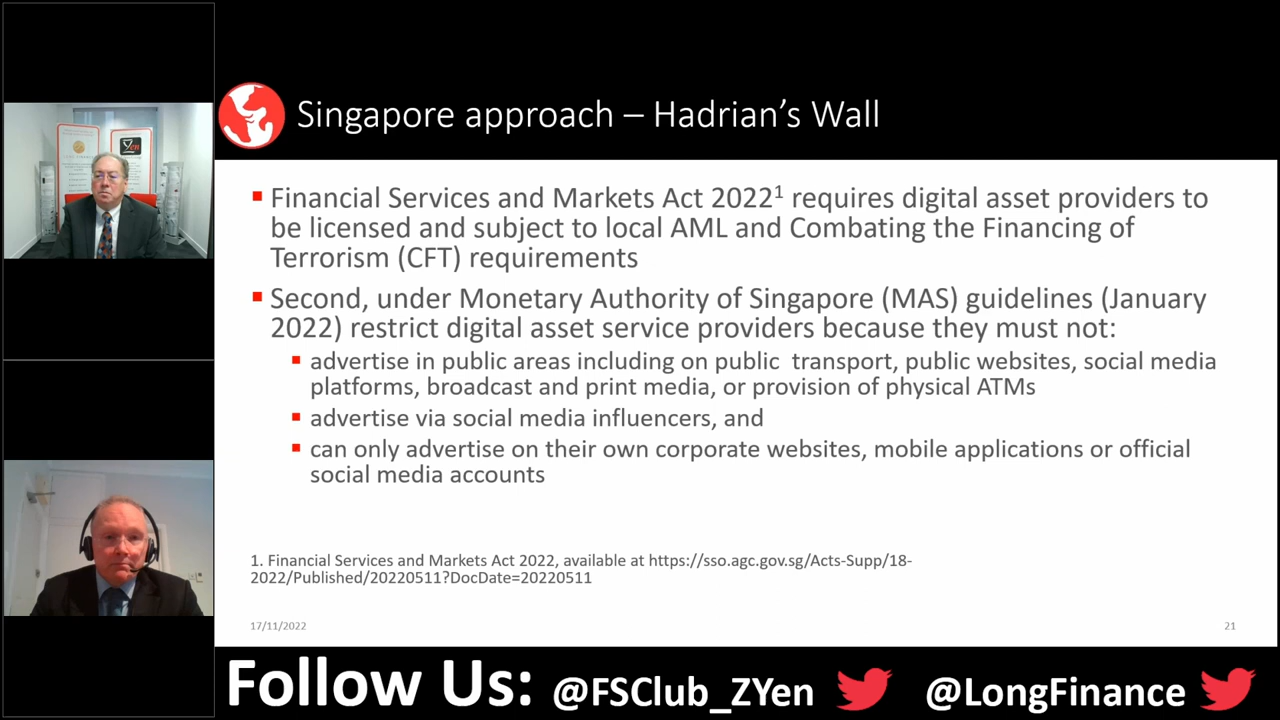 Singapore approach – Hadrian's Wall
Financial Services and Markets Act 2022¹ requires digital asset providers to
be licensed and subject to local AML and Combating the Financing of
Terrorism (CFT) requirements
Second, under Monetary Authority of Singapore (MAS) guidelines (January
2022) restrict digital asset service providers because they must not:
advertise in public areas including on public transport, public websites, social media
platforms, broadcast and print media, or provision of physical ATMs
advertise via social media influencers, and
can only advertise on their own corporate websites, mobile applications or official
social media accounts
1. Financial Services and Markets Act 2022, available at https://sso.agc.gov.sg/Acts-Supp/18-
2022/Published/20220511?DocDate=20220511
17/11/2022
21
Follow Us: @FSClub_ZYen @LongFinance